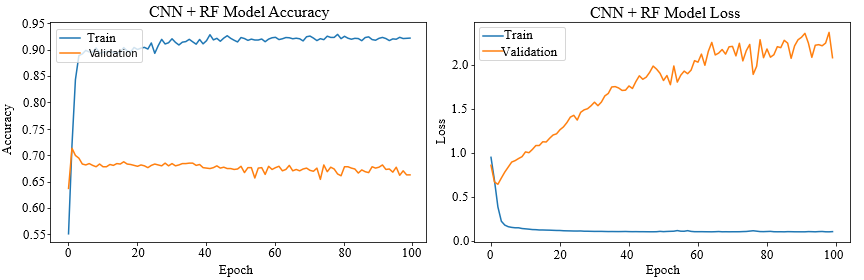 CNN + RF Model Accuracy
0.95
0.90
0.85
0.80
0.75
0.70
0.65
0.60
0.55
Accuracy
Train
Validation
0
20
40
60
80
100
Epoch
CNN + RF Model Loss
2.0
1.5
1.0
0.5
0.0
Loss
Train
Validation
0
20
40
60
80
100
Epoch